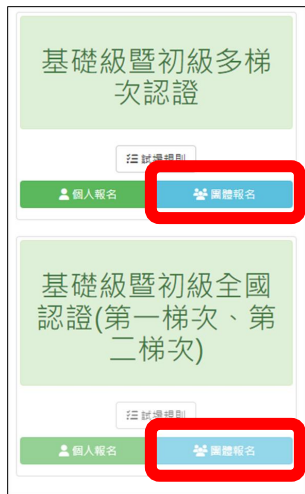 基礎級暨初級多梯
次認證
試場規則
個人報名
團體報名
基礎級暨初級全國
認證(第一梯次、第
二梯次)
試場規則
個人報名
團體報名